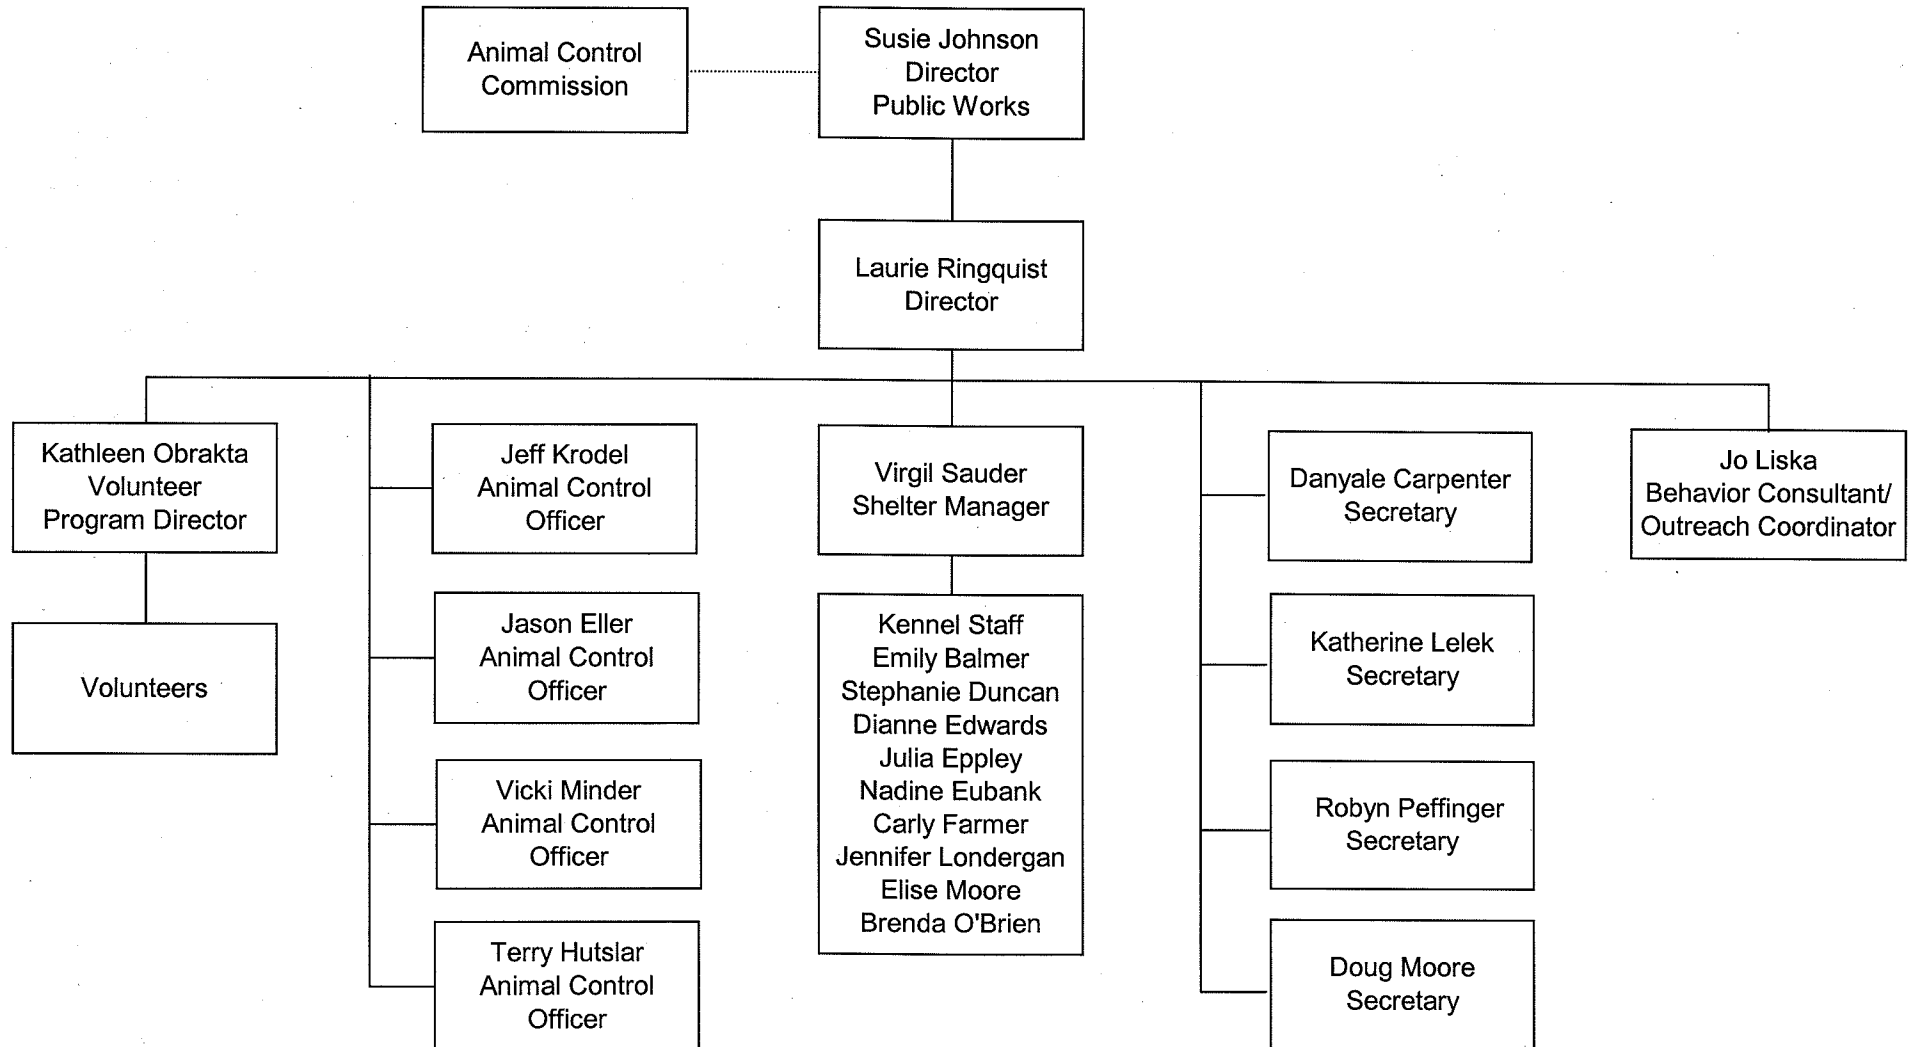 Animal Control
Commission
Susie Johnson
Director
Public Works
Laurie Ringquist
Director
Kathleen Obrakta
Volunteer
Program Director
Volunteers
Jeff Krodel
Animal Control
Officer
Jason Eller
Animal Control
Officer
Vicki Minder
Animal Control
Officer
Terry Hutslar
Animal Control
Officer
Virgil Sauder
Shelter Manager
Kennel Staff
Emily Balmer
Stephanie Duncan
Dianne Edwards
Julia Eppley
Nadine Eubank
Carly Farmer
Jennifer Londergan
Elise Moore
Brenda O'Brien
Danyale Carpenter
Secretary
Katherine Lelek
Secretary
Robyn Peffinger
Secretary
Doug Moore
Secretary
Jo Liska
Behavior Consultant/
Outreach Coordinator